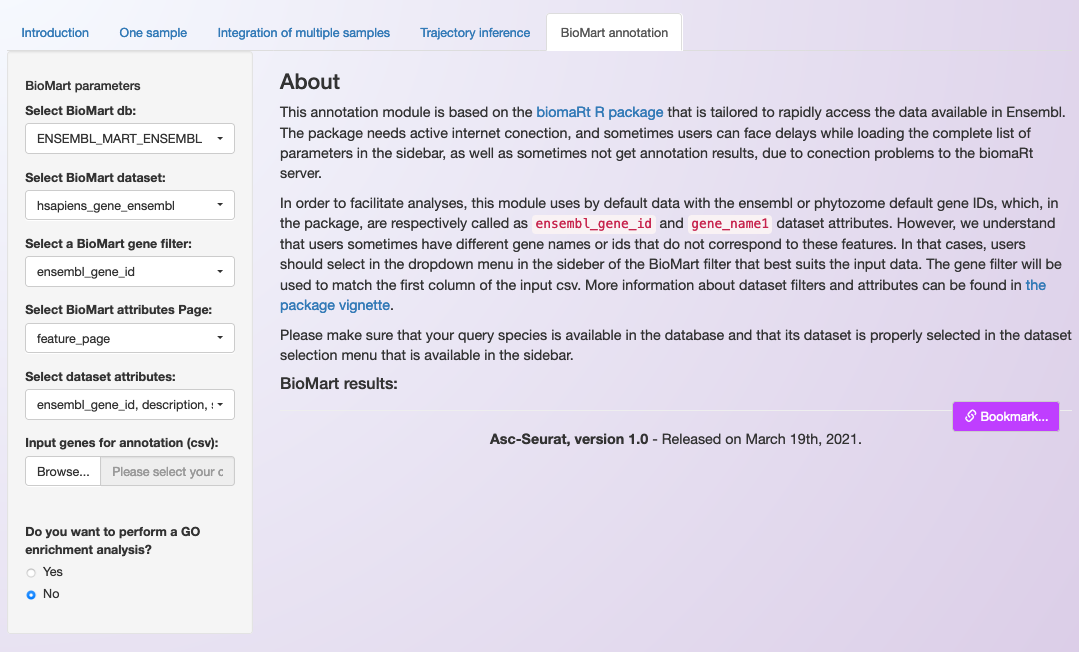 Introduction
One sample
Integration of multiple samples
Trajectory inference
BioMart annotation
BioMart parameters
Select BioMart db:
ENSEMBL_MART_ENSEMBL
Select BioMart dataset:
hsapiens_gene_ensembl
Select a BioMart gene filter:
ensembl_gene_id
Select BioMart attributes Page:
feature_page
Select dataset attributes:
ensembl_gene_id, description,
Input genes for annotation (csv):
Browse... Please select your
Do you want to perform a GO
enrichment analysis?
Yes
No
About
This annotation module is based on the biomaRt R package that is tailored to rapidly access the data available in Ensembl.
The package needs active internet conection, and sometimes users can face delays while loading the complete list of
parameters in the sidebar, as well as sometimes not get annotation results, due to conection problems to the biomaRt
server.
In order to facilitate analyses, this module uses by default data with the ensembl or phytozome default gene IDs, which, in
the package, are respectively called as ensembl_gene_id and gene_name1 dataset attributes. However, we understand
that users sometimes have different gene names or ids that do not correspond to these features. In that cases, users
should select in the dropdown menu in the sideber of the BioMart filter that best suits the input data. The gene filter will be
used to match the first column of the input csv. More information about dataset filters and attributes can be found in the
package vignette.
Please make sure that your query species is available in the database and that its dataset is properly selected in the dataset
selection menu that is available in the sidebar.
BioMart results:
Bookmark...
Asc-Seurat, version 1.0 - Released on March 19th, 2021.